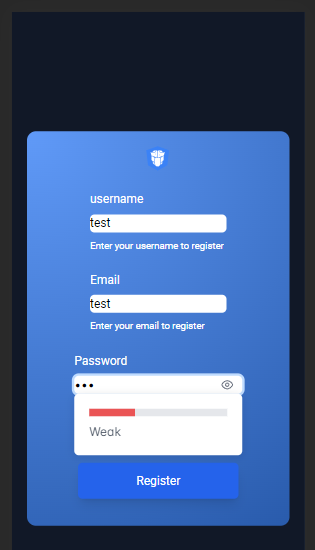 username
test
Enter your username to register
Email
test
Enter your email to register
Password
•••
Weak
Register